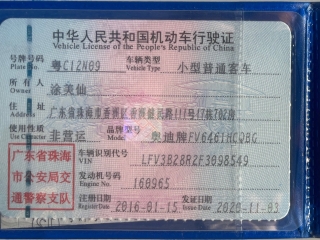 中华人民共和国机动车行驶证
Vehicle License of the People's Republic of China
号牌号码 粤C12N09 车辆类型 小型普通客车
Plate No. Vehicle Type
所有人 涂美仙
Owner
住址 广东省珠海市香洲区
Address
使用性质 非营运 品牌型号 奥迪牌FV6461HCQBG
Use Character Model
广东省珠海 车辆识别代号 LFV3B28R2F3098549
VIN
市公安局交 发动机号码 160965
Engine No.
通警察支队 注册日期 2016-01-15 发证日期 2020-11-03
Register Date Issue Date